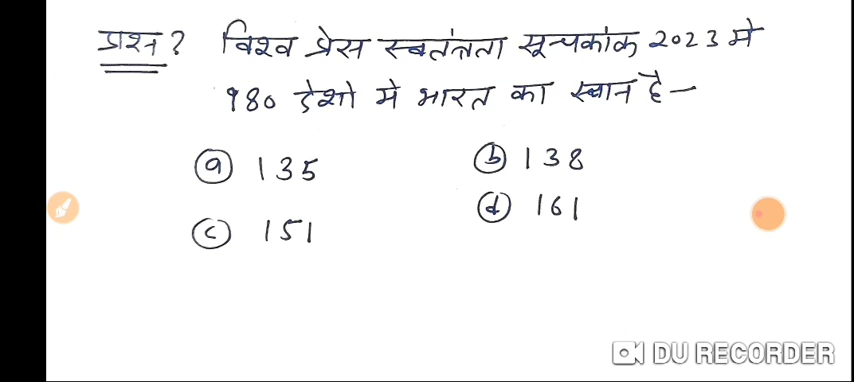 प्रश्न ? विश्व प्रेस स्वतंत्रता सूचकांक 2023 मे
180 देशो मे भारत का स्थान है -
(a) 135 (b) 138
(c) 151 (d) 161
DU RECORDER